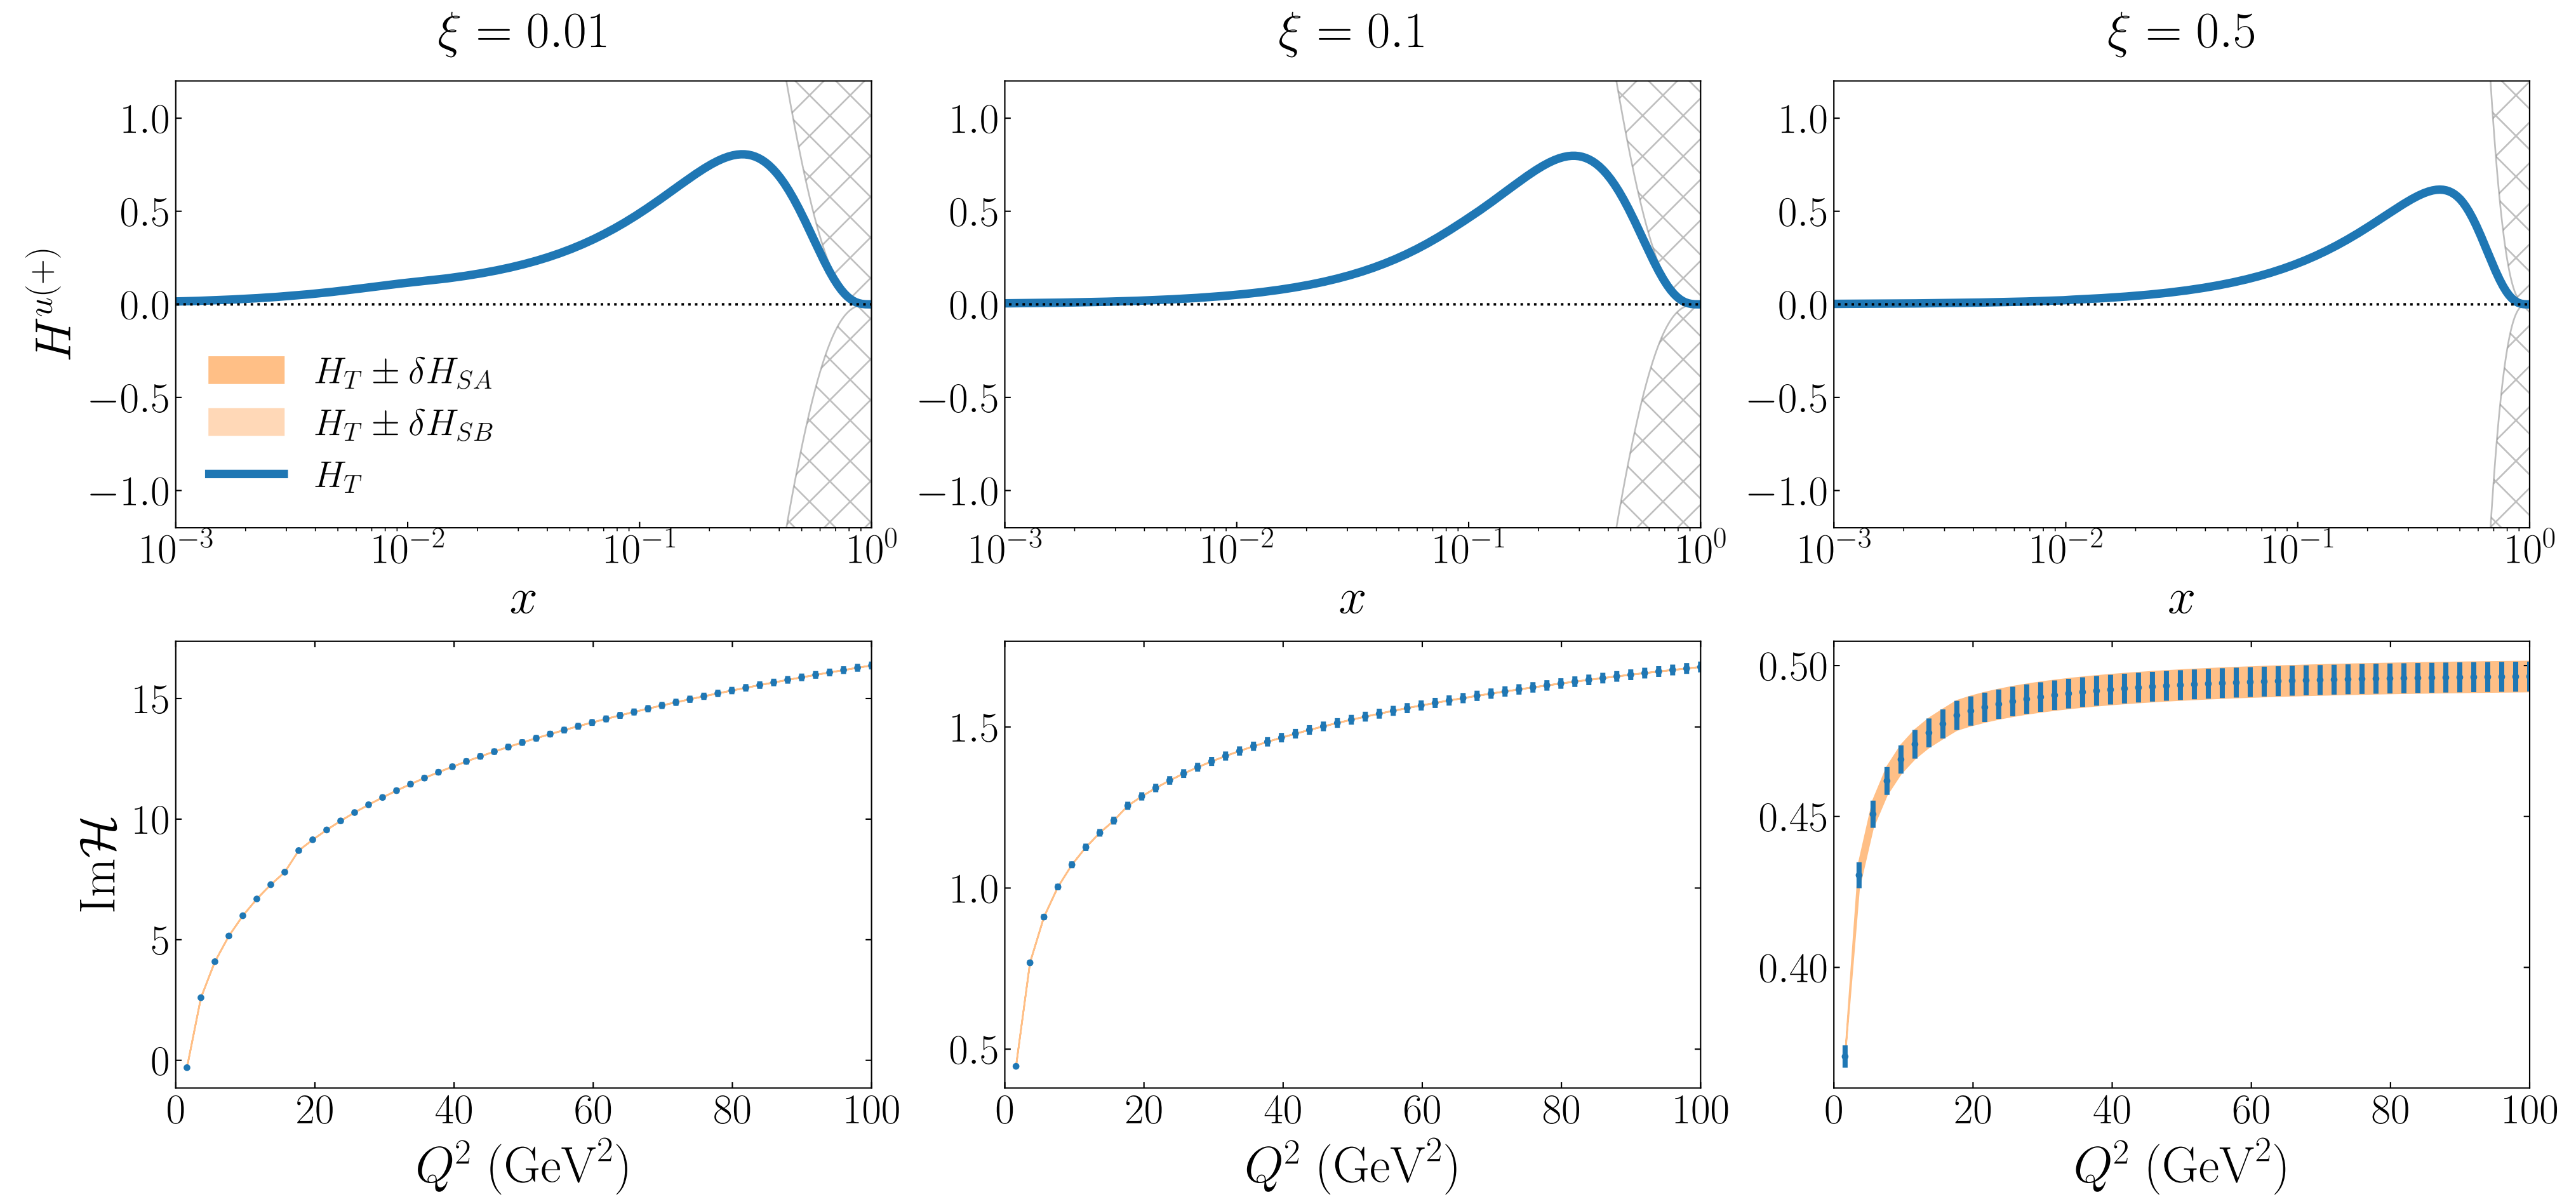 ξ = 0.01
ξ = 0.1
ξ = 0.5
H^{u(+)}
1.0
0.5
0.0
−0.5
−1.0
H_T ± δH_{SA}
H_T ± δH_{SB}
H_T
10^{-3} 10^{-2} 10^{-1} 10^0
x
1.0
0.5
0.0
−0.5
−1.0
10^{-3} 10^{-2} 10^{-1} 10^0
x
1.0
0.5
0.0
−0.5
−1.0
10^{-3} 10^{-2} 10^{-1} 10^0
x
Imℋ
15
10
5
0
0 20 40 60 80 100
Q^2 (GeV^2)
1.5
1.0
0.5
0 20 40 60 80 100
Q^2 (GeV^2)
0.50
0.45
0.40
0 20 40 60 80 100
Q^2 (GeV^2)